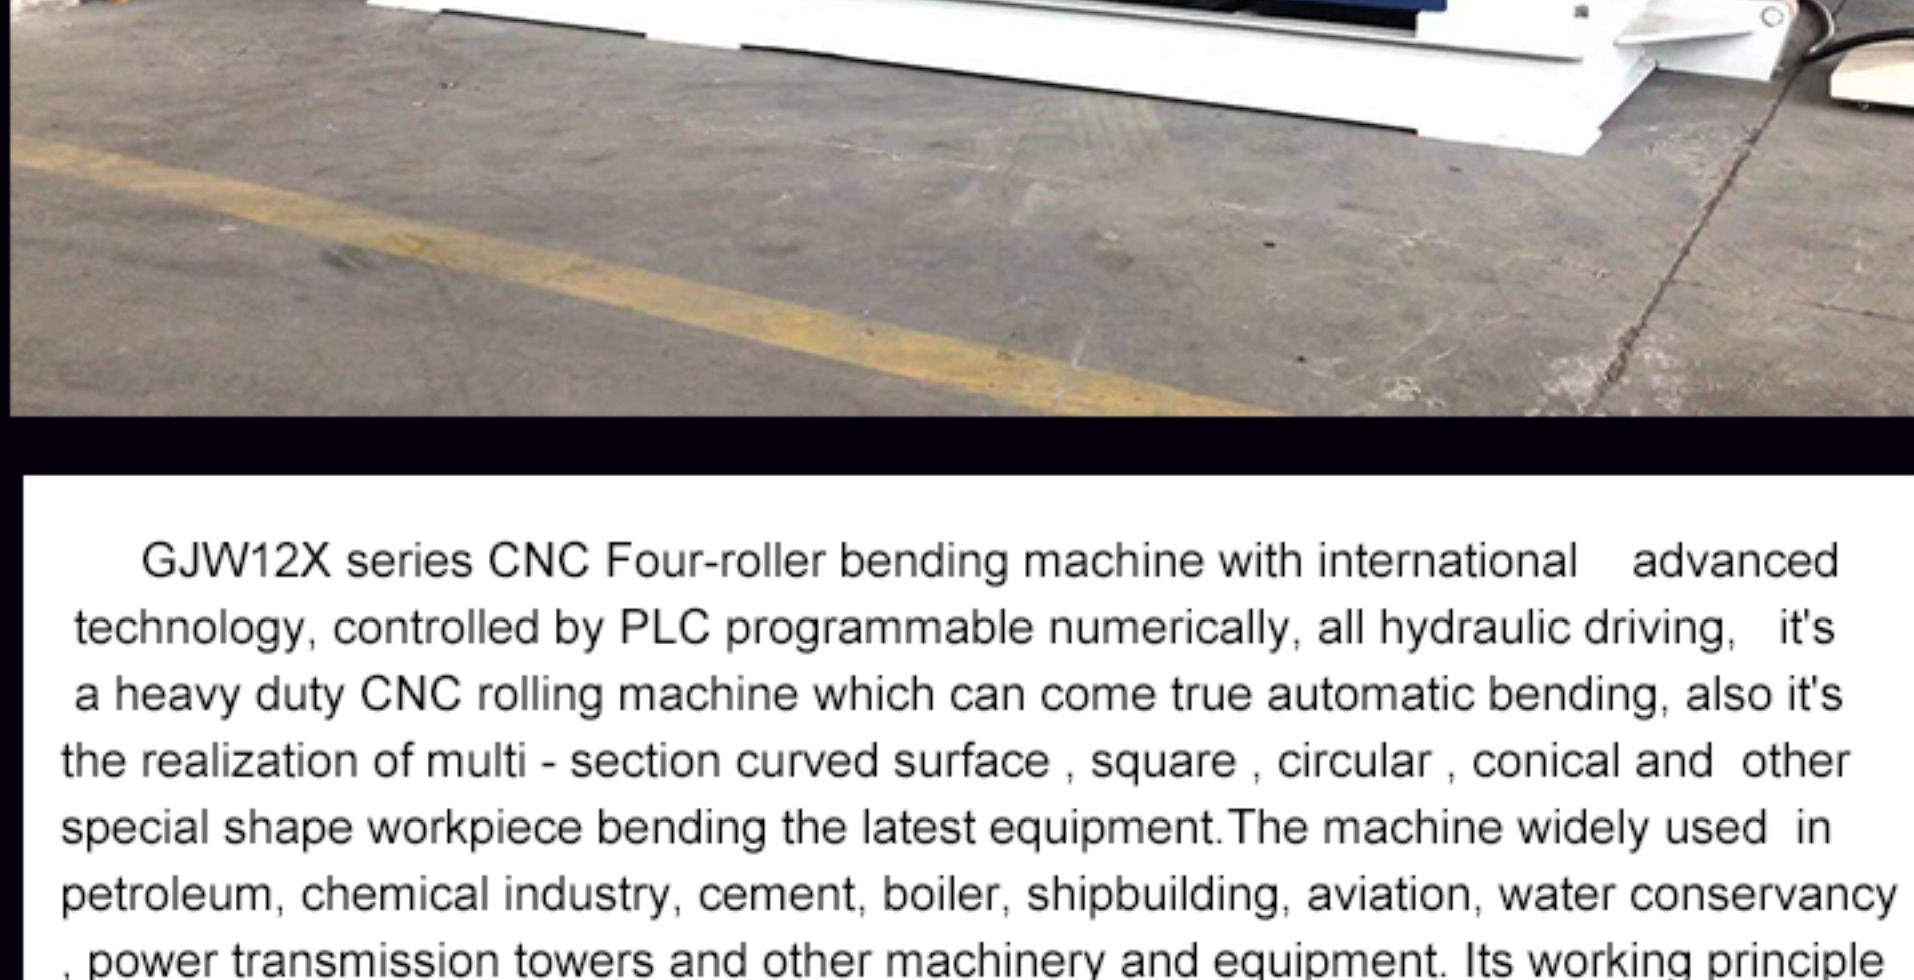 GJW12X series CNC Four-roller bending machine with international advanced
technology, controlled by PLC programmable numerically, all hydraulic driving, it's
a heavy duty CNC rolling machine which can come true automatic bending, also it's
the realization of multi - section curved surface , square , circular , conical and other
special shape workpiece bending the latest equipment.The machine widely used in
petroleum, chemical industry, cement, boiler, shipbuilding, aviation, water conservancy
, power transmission towers and other machinery and equipment. Its working principle